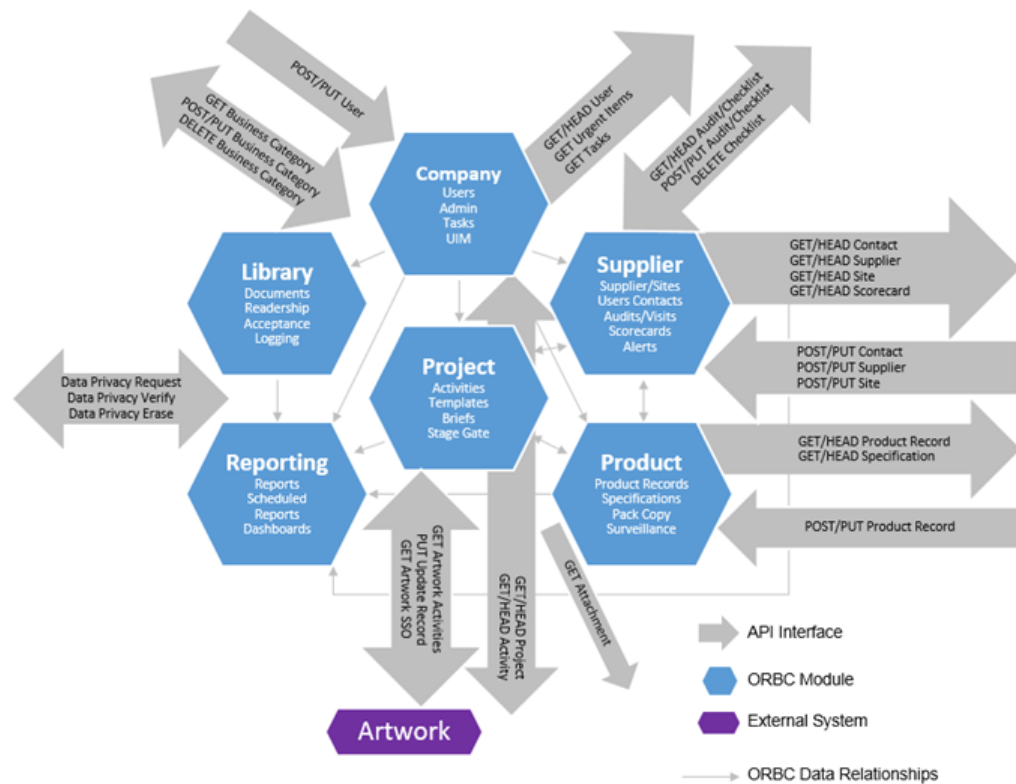 POST/PUT User
GET Business Category
POST/PUT Business Category
DELETE Business Category
GET/HEAD User
GET Urgent Items
GET Tasks
GET/HEAD Audit/Checklist
POST/PUT Audit/Checklist
DELETE Checklist
Company
Users
Admin
Tasks
UIM
Library
Documents
Readership
Acceptance
Logging
Supplier
Supplier/Sites
Users Contacts
Audits/Visits
Scorecards
Alerts
GET/HEAD Contact
GET/HEAD Supplier
GET/HEAD Site
GET/HEAD Scorecard
Project
Activities
Templates
Briefs
Stage Gate
POST/PUT Contact
POST/PUT Supplier
POST/PUT Site
Data Privacy Request
Data Privacy Verify
Data Privacy Erase
Reporting
Reports
Scheduled
Reports
Dashboards
Product
Product Records
Specifications
Pack Copy
Surveillance
GET/HEAD Product Record
GET/HEAD Specification
POST/PUT Product Record
GET Artwork Activities
PUT Update Record
GET Artwork SSO
GET/HEAD Project
GET/HEAD Activity
GET Attachment
Artwork
API Interface
ORBC Module
External System
ORBC Data Relationships